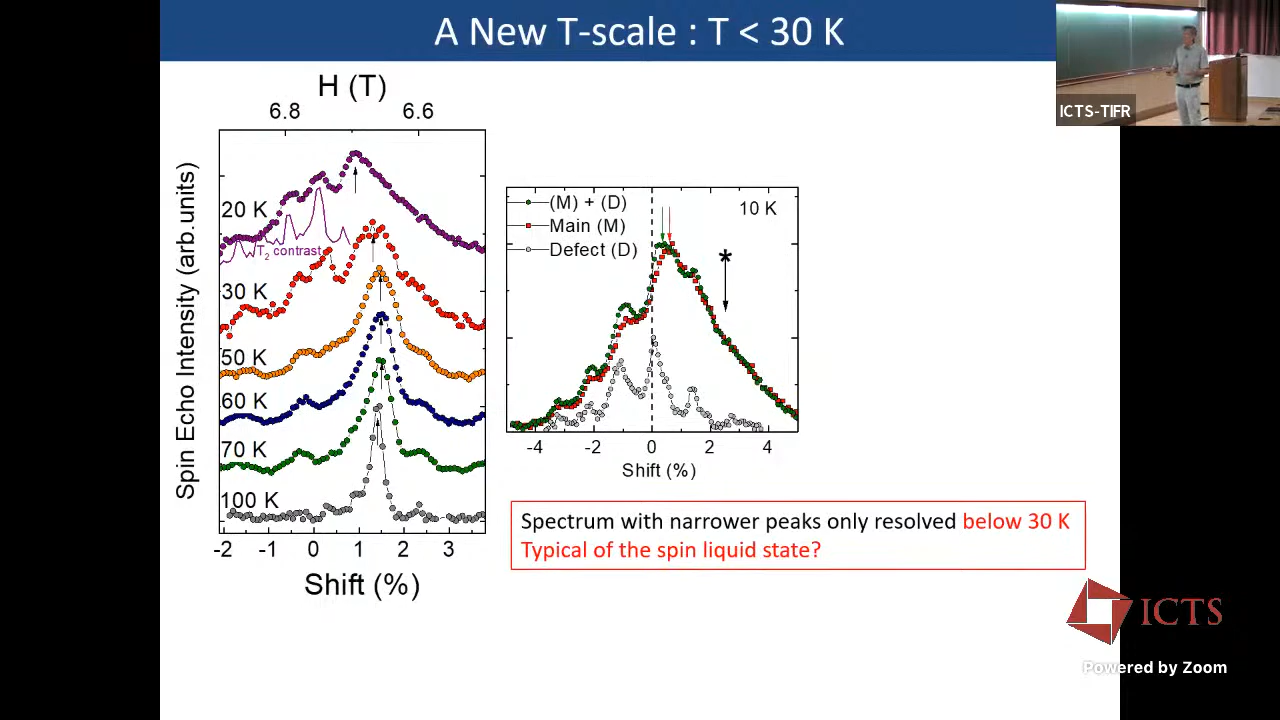 A New T-scale : T < 30 K
ICTS-TIFR
H (T)
6.8 6.6
Spin Echo Intensity (arb.units)
20 K
T2 contrast
30 K
50 K
60 K
70 K
100 K
-2 -1 0 1 2 3
Shift (%)
(M) + (D)
Main (M)
Defect (D)
10 K
*
-4 -2 0 2 4
Shift (%)
Spectrum with narrower peaks only resolved below 30 K
Typical of the spin liquid state?
ICTS
Powered by Zoom